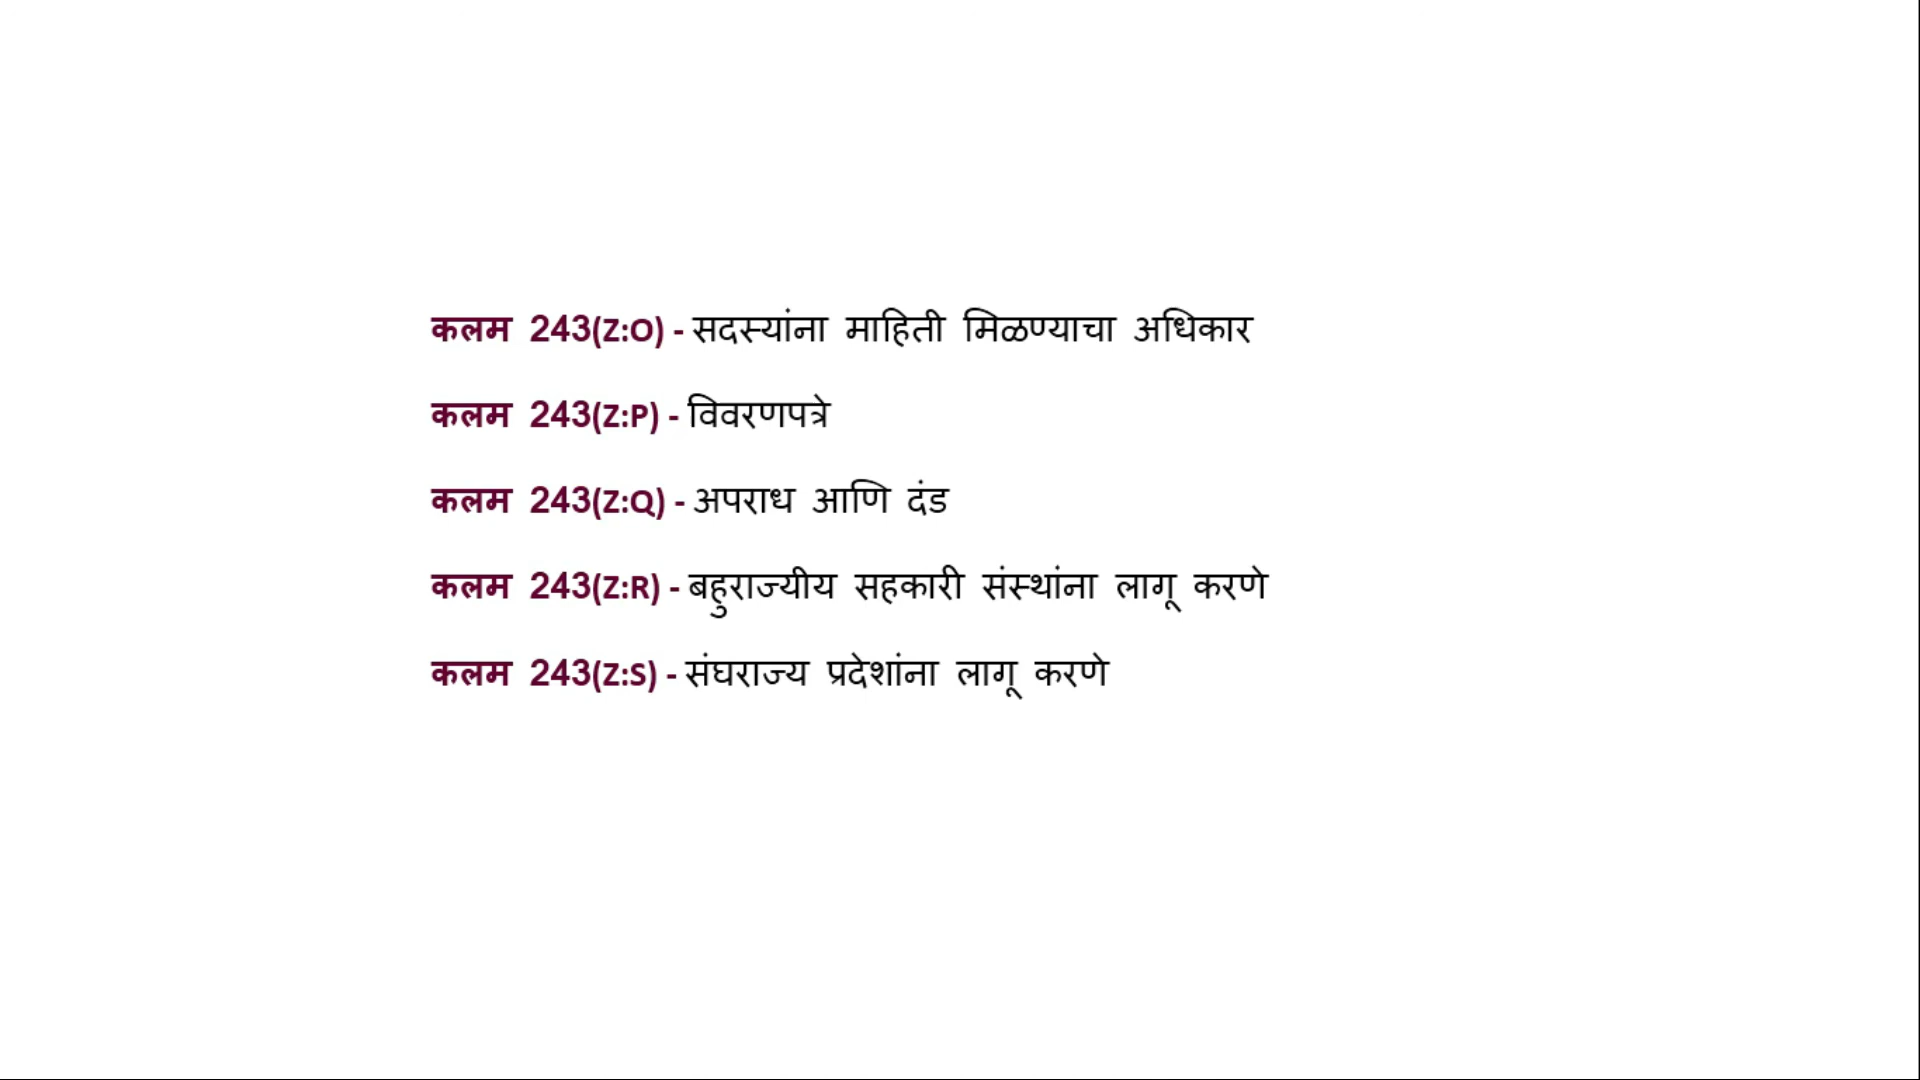 कलम 243(Z:O) - सदस्यांना माहिती मिळण्याचा अधिकार
कलम 243(Z:P) - विवरणपत्रे
कलम 243(Z:Q) - अपराध आणि दंड
कलम 243(Z:R) - बहुराज्यीय सहकारी संस्थांना लागू करणे
कलम 243(Z:S) - संघराज्य प्रदेशांना लागू करणे